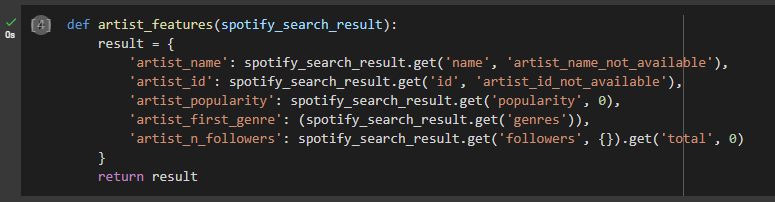 [4] def artist_features(spotify_search_result):
0s result = {
'artist_name': spotify_search_result.get('name', 'artist_name_not_available'),
'artist_id': spotify_search_result.get('id', 'artist_id_not_available'),
'artist_popularity': spotify_search_result.get('popularity', 0),
'artist_first_genre': (spotify_search_result.get('genres')),
'artist_n_followers': spotify_search_result.get('followers', {}).get('total', 0)
}
return result